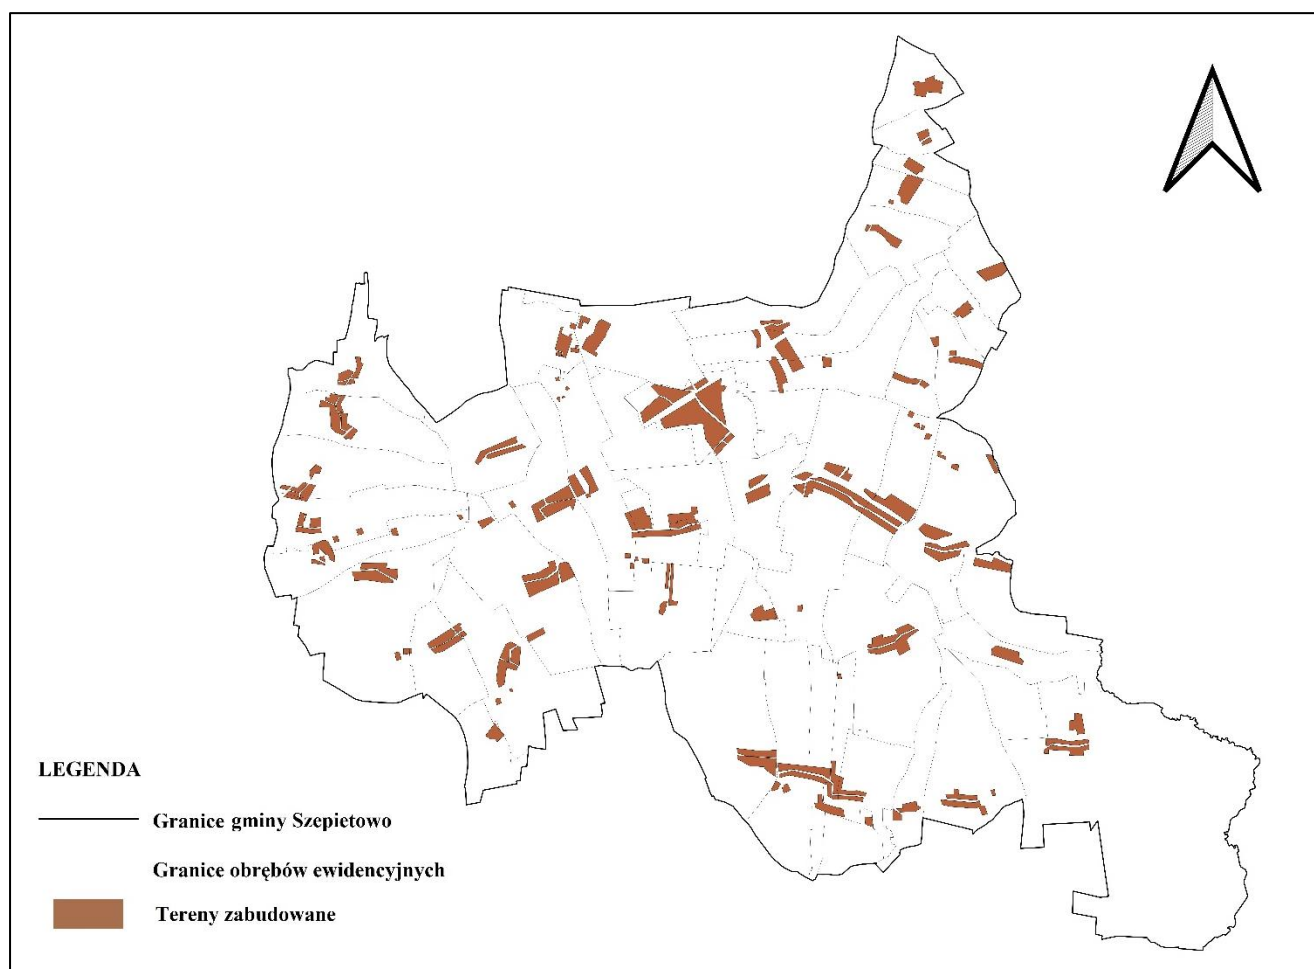 LEGENDA
Granice gminy Szepietowo
Granice obrębów ewidencyjnych
Tereny zabudowane